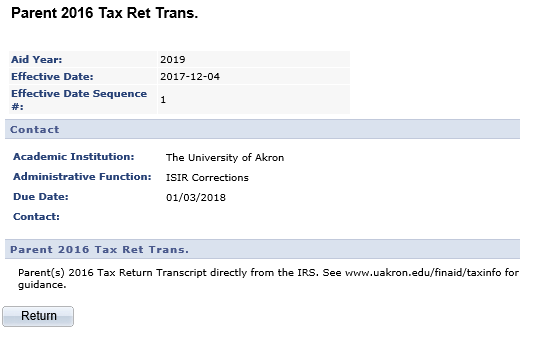 Parent 2016 Tax Ret Trans.
Aid Year: 2019
Effective Date: 2017-12-04
Effective Date Sequence #: 1
Contact
Academic Institution: The University of Akron
Administrative Function: ISIR Corrections
Due Date: 01/03/2018
Contact:
Parent 2016 Tax Ret Trans.
Parent(s) 2016 Tax Return Transcript directly from the IRS. See www.uakron.edu/finaid/taxinfo for
guidance.
Return